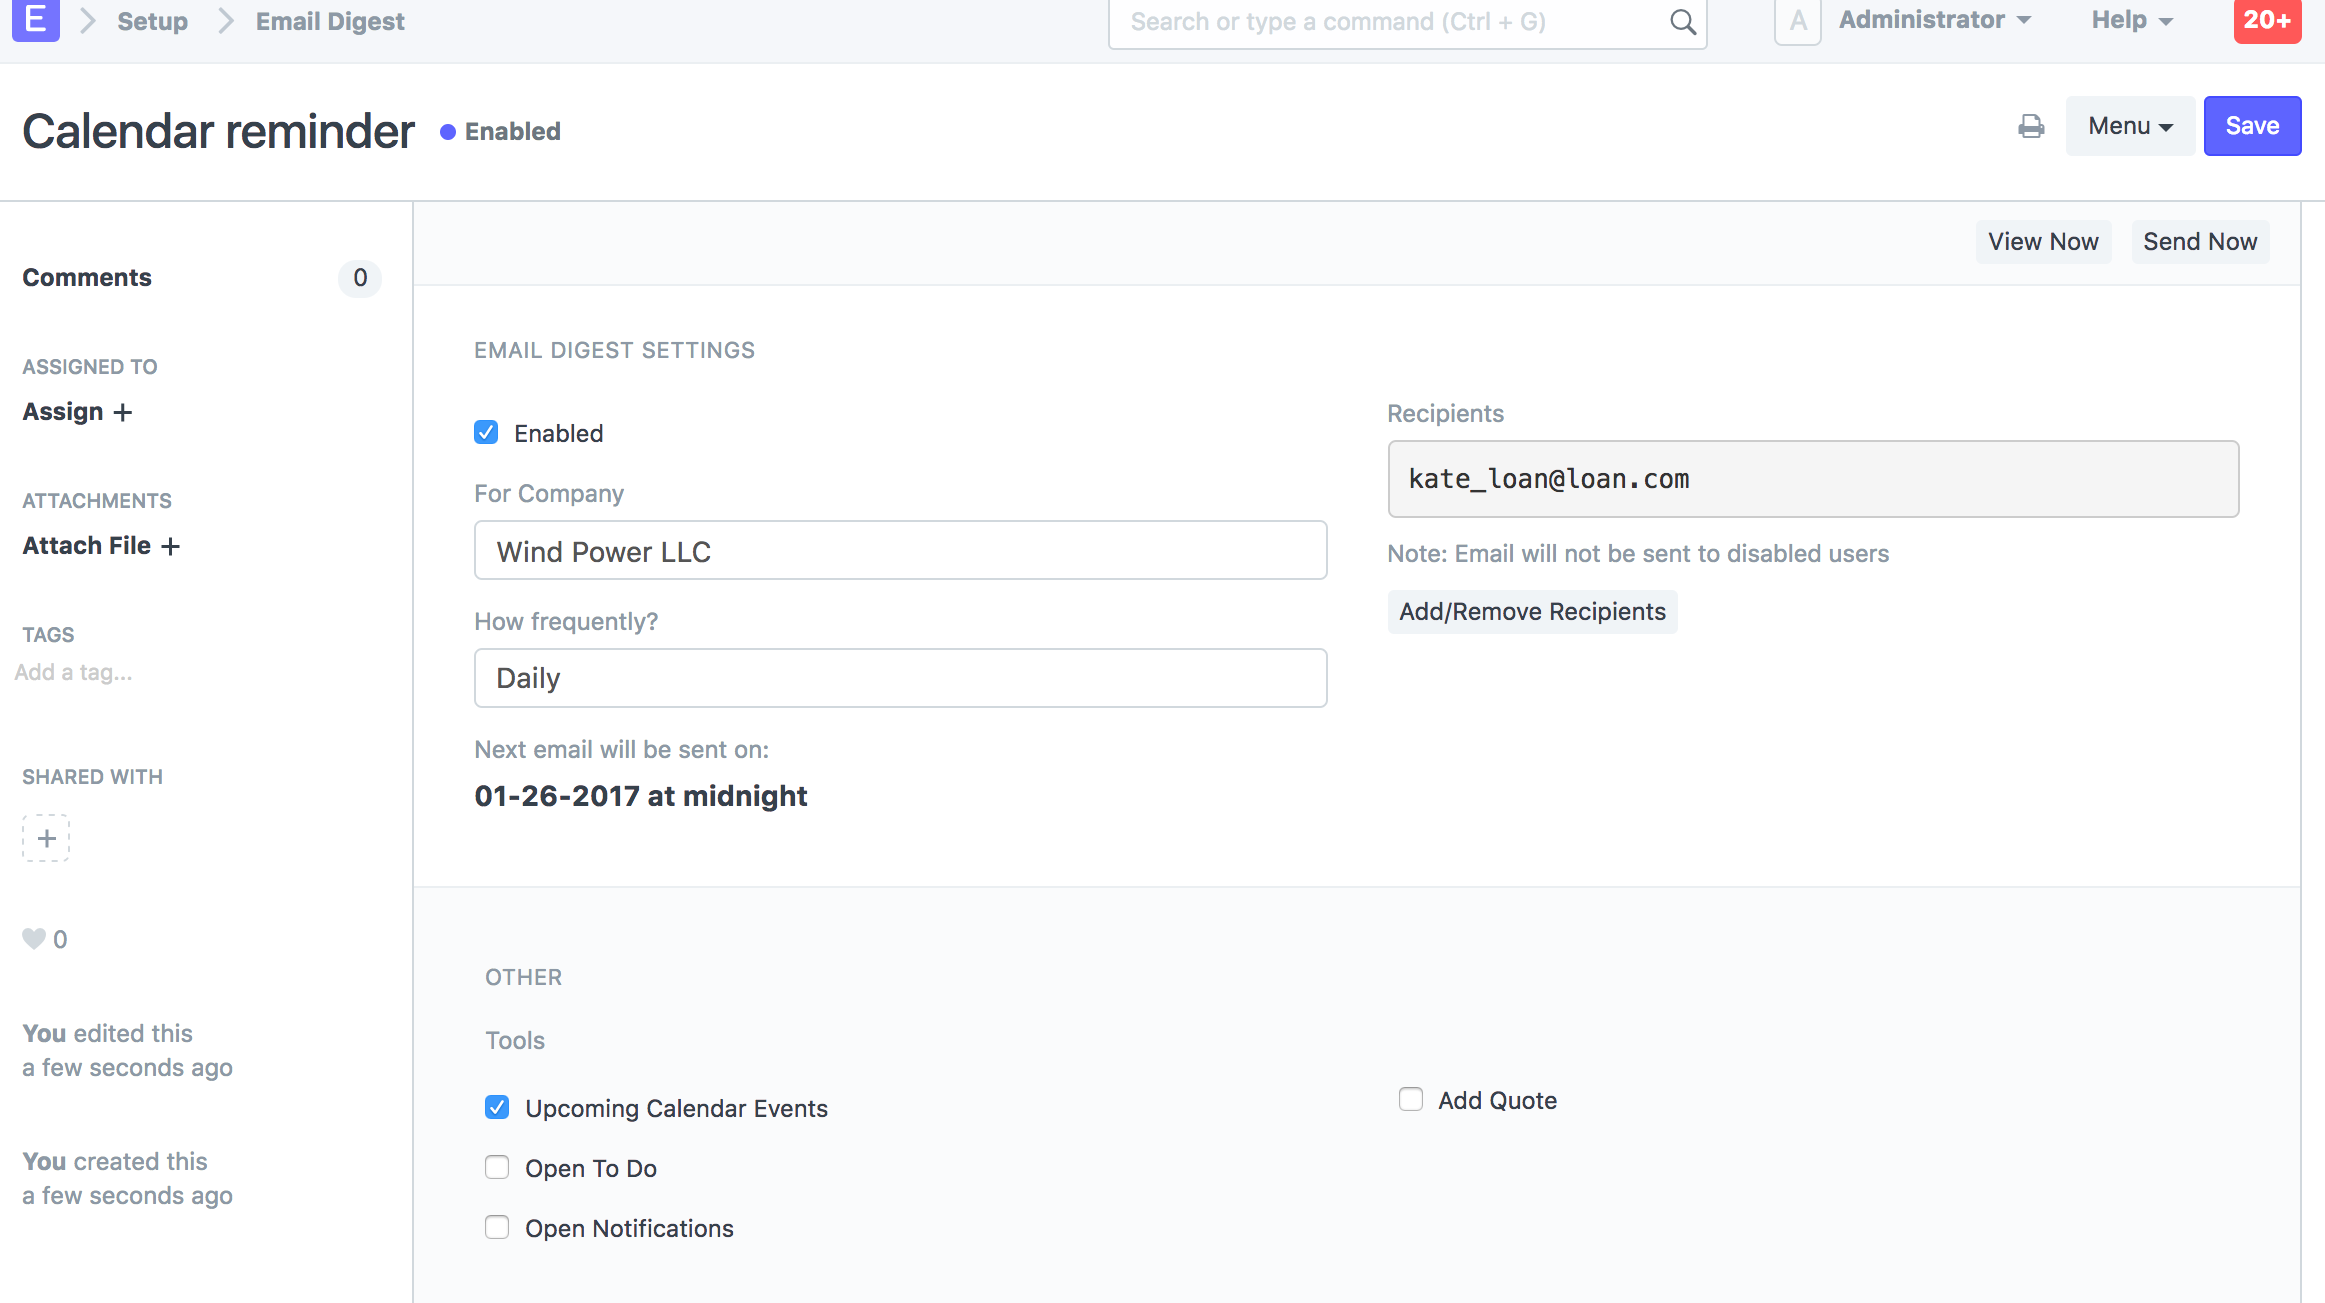 E Setup Email Digest Search or type a command (Ctrl + G) A Administrator Help 20+
Calendar reminder Enabled Menu Save
View Now Send Now
Comments 0
ASSIGNED TO
Assign +
ATTACHMENTS
Attach File +
TAGS
Add a tag...
SHARED WITH
+
0
You edited this
a few seconds ago
You created this
a few seconds ago
EMAIL DIGEST SETTINGS
Enabled
For Company
Wind Power LLC
How frequently?
Daily
Next email will be sent on:
01-26-2017 at midnight
Recipients
kate_loan@loan.com
Note: Email will not be sent to disabled users
Add/Remove Recipients
OTHER
Tools
Upcoming Calendar Events
Open To Do
Open Notifications
Add Quote